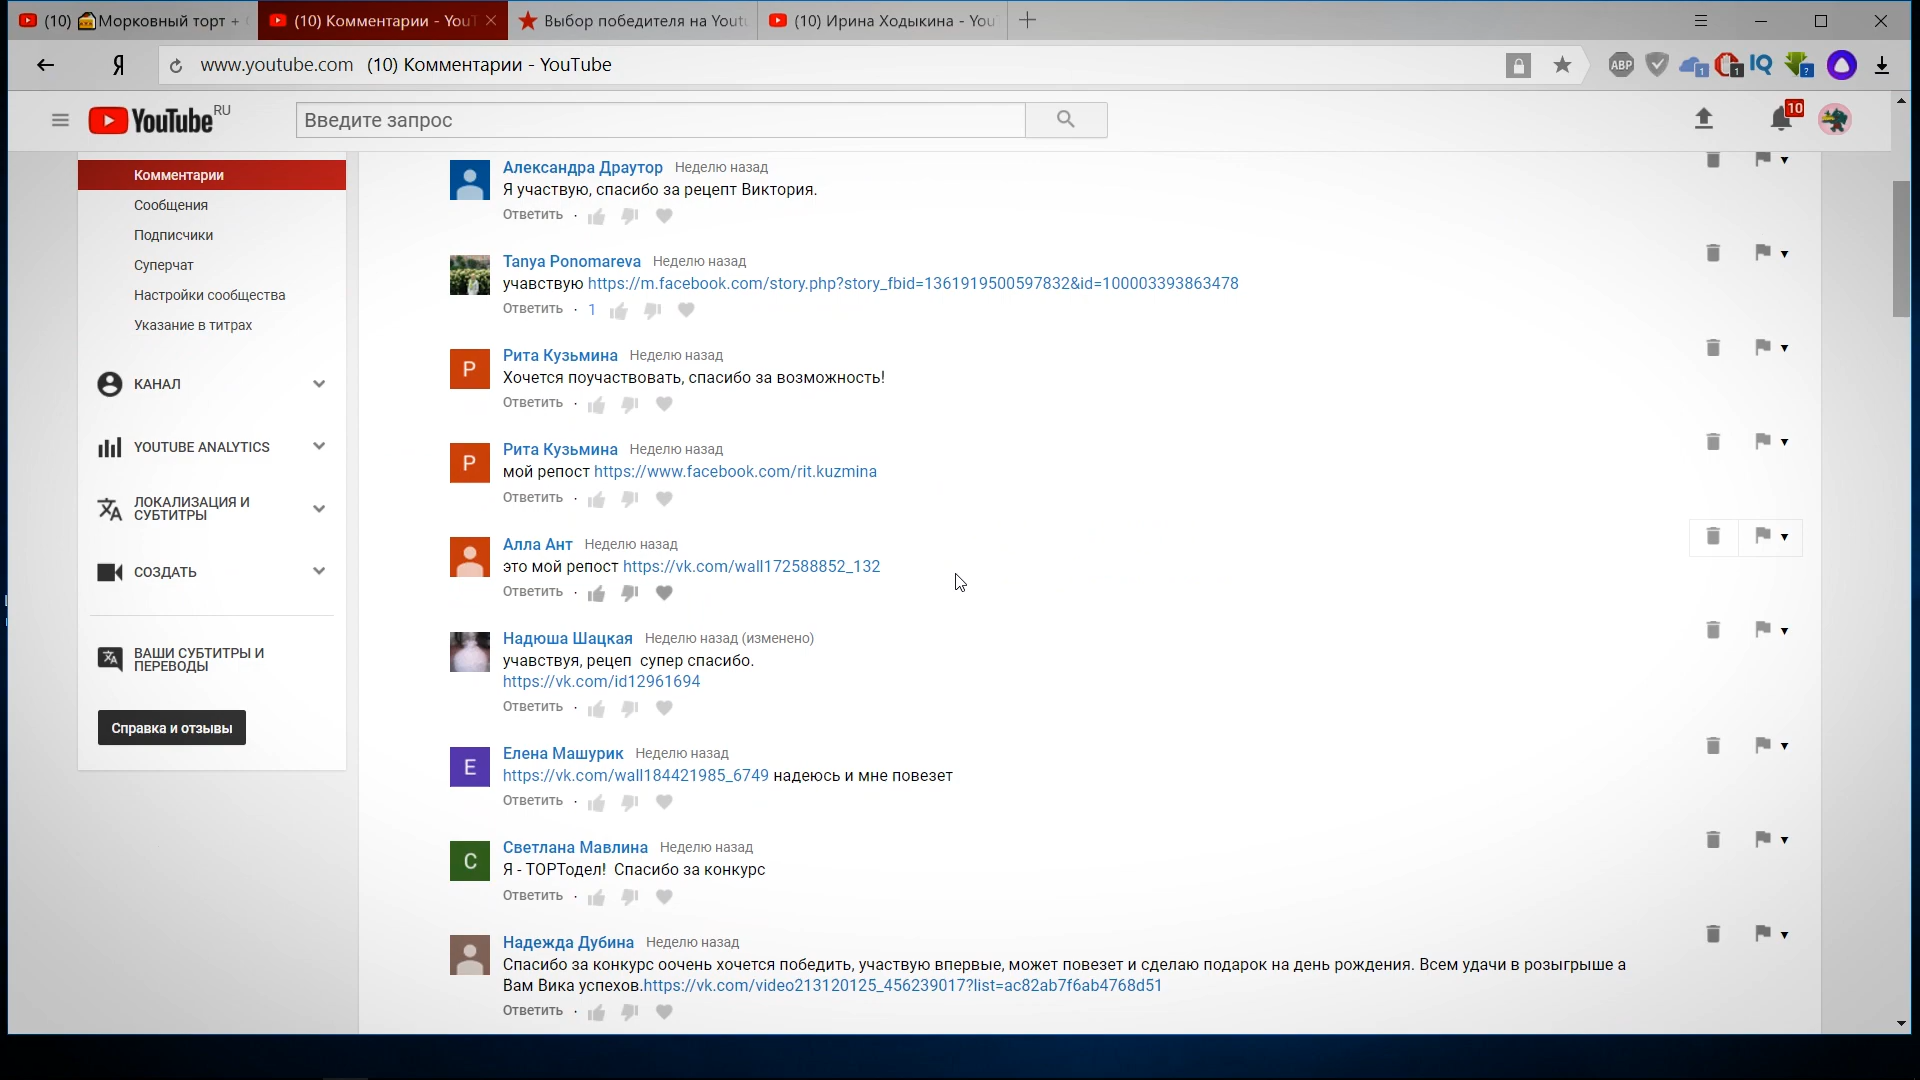 (10) Морковный торт +
(10) Комментарии - YouT
Выбор победителя на Youtu
(10) Ирина Ходыкина - You
www.youtube.com (10) Комментарии - YouTube
ABP
1
1
IQ
?
YouTube RU
Введите запрос
10
Комментарии
Сообщения
Подписчики
Суперчат
Настройки сообщества
Указание в титрах
КАНАЛ
YOUTUBE ANALYTICS
ЛОКАЛИЗАЦИЯ И
СУБТИТРЫ
СОЗДАТЬ
ВАШИ СУБТИТРЫ И
ПЕРЕВОДЫ
Справка и отзывы
Александра Драутор Неделю назад
Я участвую, спасибо за рецепт Виктория.
Ответить ·
Tanya Ponomareva Неделю назад
учавствую https://m.facebook.com/story.php?story_fbid=1361919500597832&id=100003393863478
Ответить · 1
Р
Рита Кузьмина Неделю назад
Хочется поучаствовать, спасибо за возможность!
Ответить ·
Р
Рита Кузьмина Неделю назад
мой репост https://www.facebook.com/rit.kuzmina
Ответить ·
Алла Ант Неделю назад
это мой репост https://vk.com/wall172588852_132
Ответить ·
Надюша Шацкая Неделю назад (изменено)
учавствуя, рецеп супер спасибо.
https://vk.com/id12961694
Ответить ·
Е
Елена Машурик Неделю назад
https://vk.com/wall184421985_6749 надеюсь и мне повезет
Ответить ·
С
Светлана Мавлина Неделю назад
Я - ТОРТодел! Спасибо за конкурс
Ответить ·
Надежда Дубина Неделю назад
Спасибо за конкурс оочень хочется победить, участвую впервые, может повезет и сделаю подарок на день рождения. Всем удачи в розыгрыше а
Вам Вика успехов.https://vk.com/video213120125_456239017?list=ac82ab7f6ab4768d51
Ответить ·